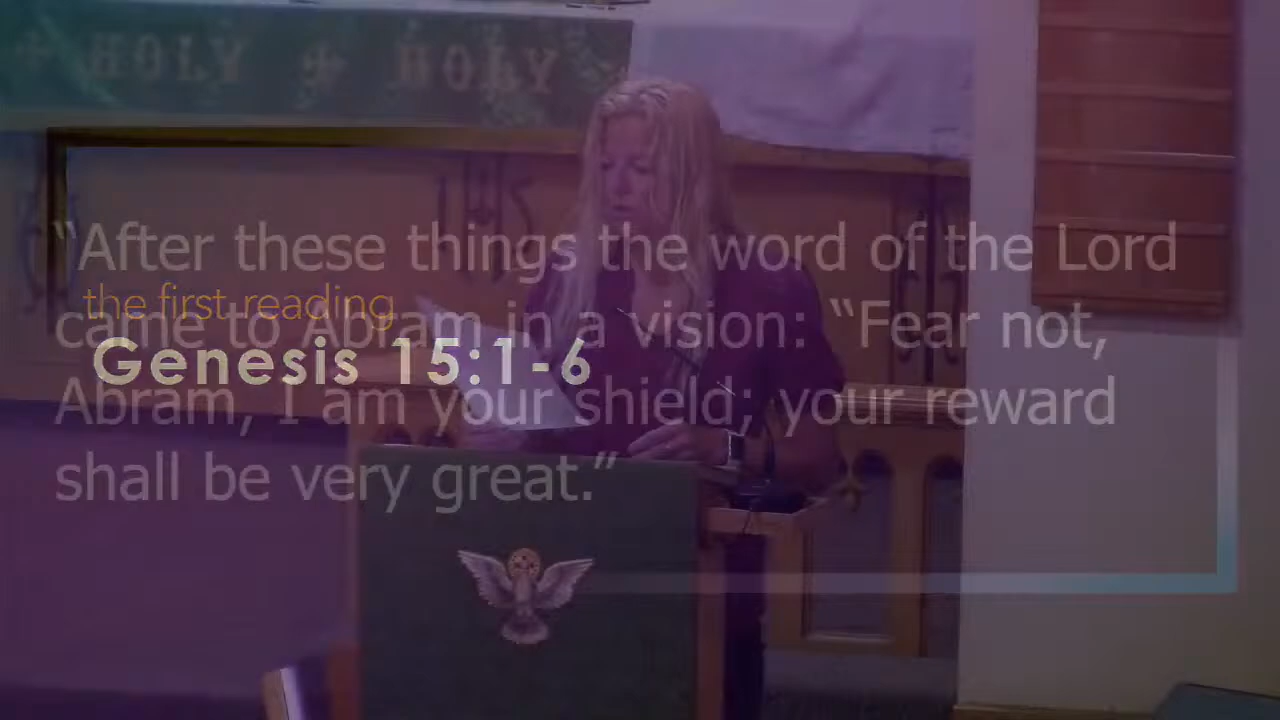 HOLY HOLY
IHS
“After these things the word of the Lord
the first reading
came to Abram in a vision: “Fear not,
Genesis 15:1-6
Abram, I am your shield; your reward
shall be very great.”